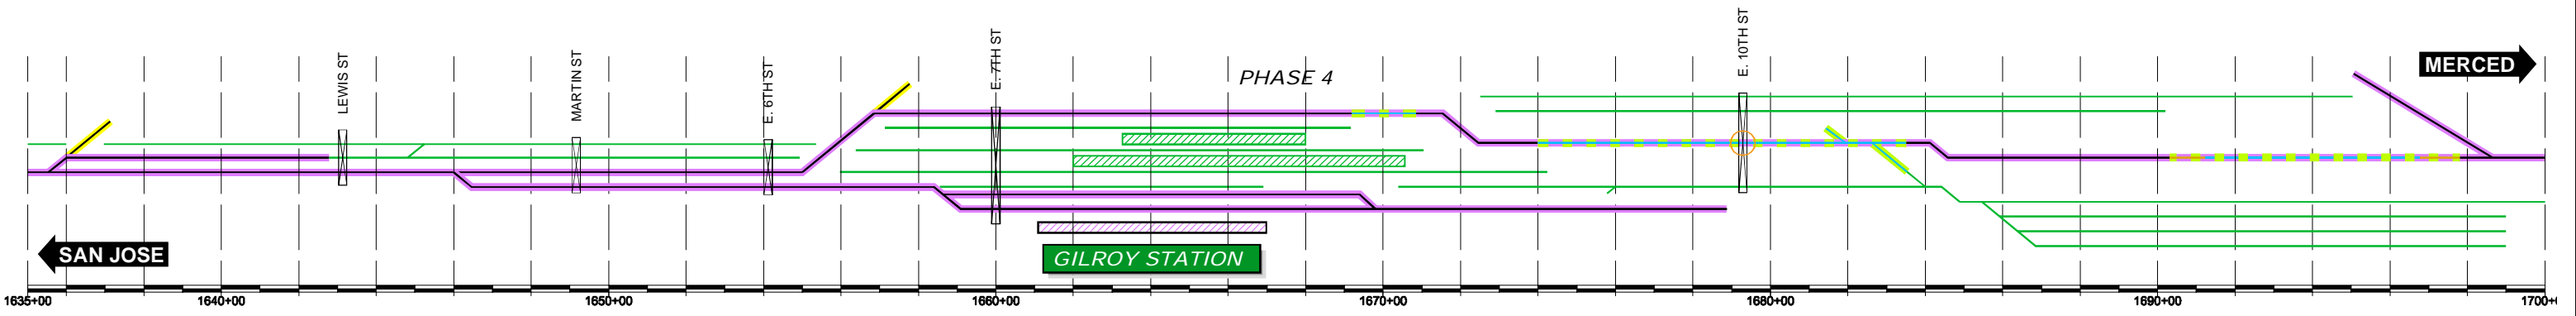 LEWIS ST
MARTIN ST
E. 6TH ST
E. 7TH ST
PHASE 4
E. 10TH ST
MERCED
SAN JOSE
GILROY STATION
1635+00 1640+00 1650+00 1660+00 1670+00 1680+00 1690+00 1700+